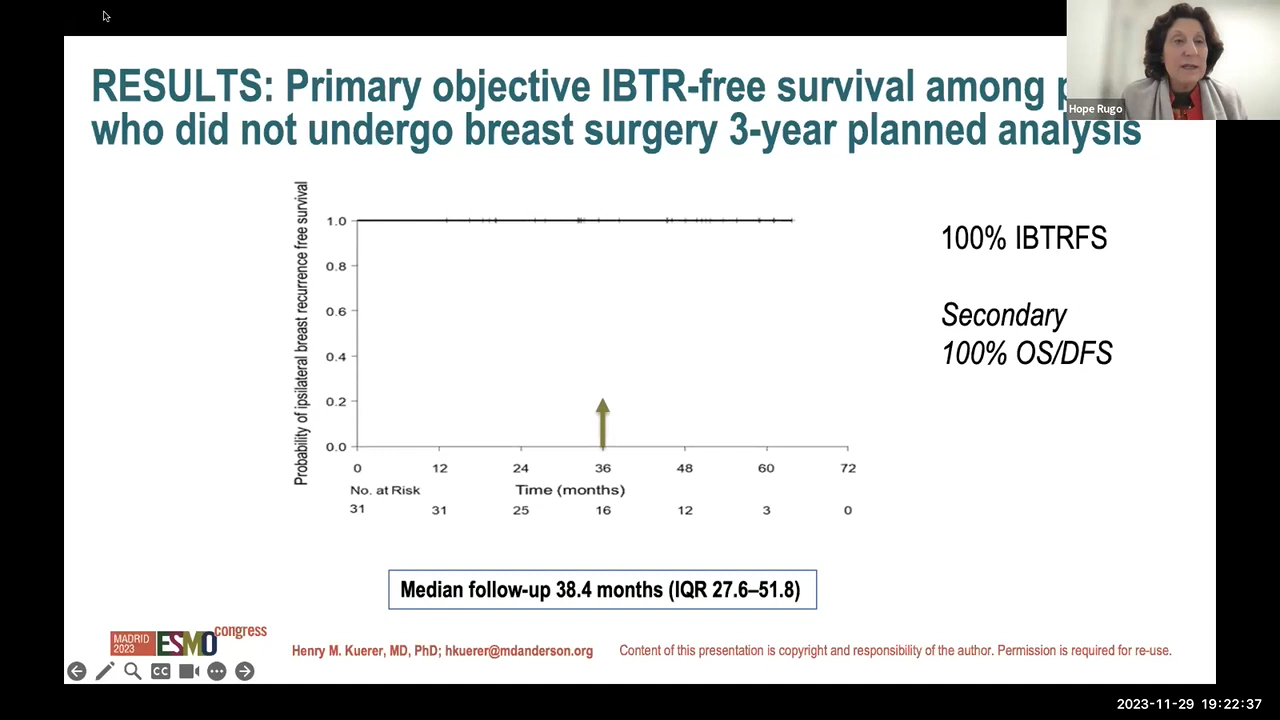 RESULTS: Primary objective IBTR-free survival among
who did not undergo breast surgery 3-year planned analysis
Hope Rugo
Probability of ipsilateral breast recurrence free survival
1.0
0.8
0.6
0.4
0.2
0.0
0 12 24 36 48 60 72
No. at Risk Time (months)
31 31 25 16 12 3 0
100% IBTRFS
Secondary
100% OS/DFS
Median follow-up 38.4 months (IQR 27.6–51.8)
MADRID
2023
ESMO congress
Henry M. Kuerer, MD, PhD; hkuerer@mdanderson.org Content of this presentation is copyright and responsibility of the author. Permission is required for re-use.
CC
2023-11-29 19:22:37